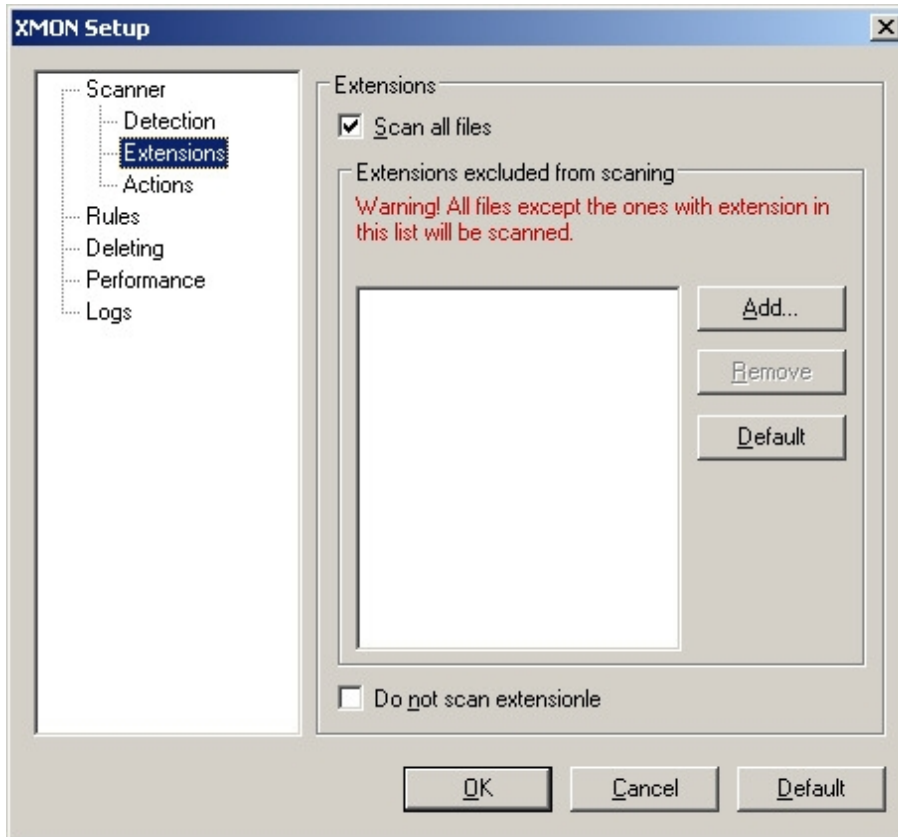 XMON Setup
Scanner
Detection
Extensions
Actions
Rules
Deleting
Performance
Logs
Extensions
Scan all files
Extensions excluded from scaning
Warning! All files except the ones with extension in
this list will be scanned.
Add...
Remove
Default
Do not scan extensionle
OK
Cancel
Default